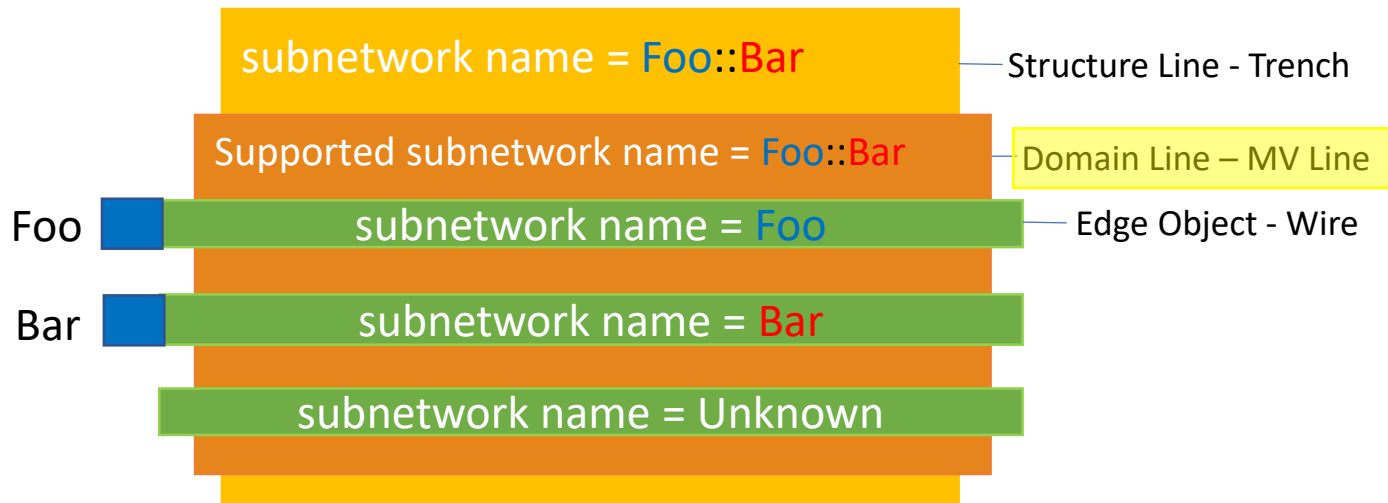 subnetwork name = Foo::Bar
Structure Line - Trench
Supported subnetwork name = Foo::Bar
Domain Line – MV Line
Foo
subnetwork name = Foo
Edge Object - Wire
Bar
subnetwork name = Bar
subnetwork name = Unknown